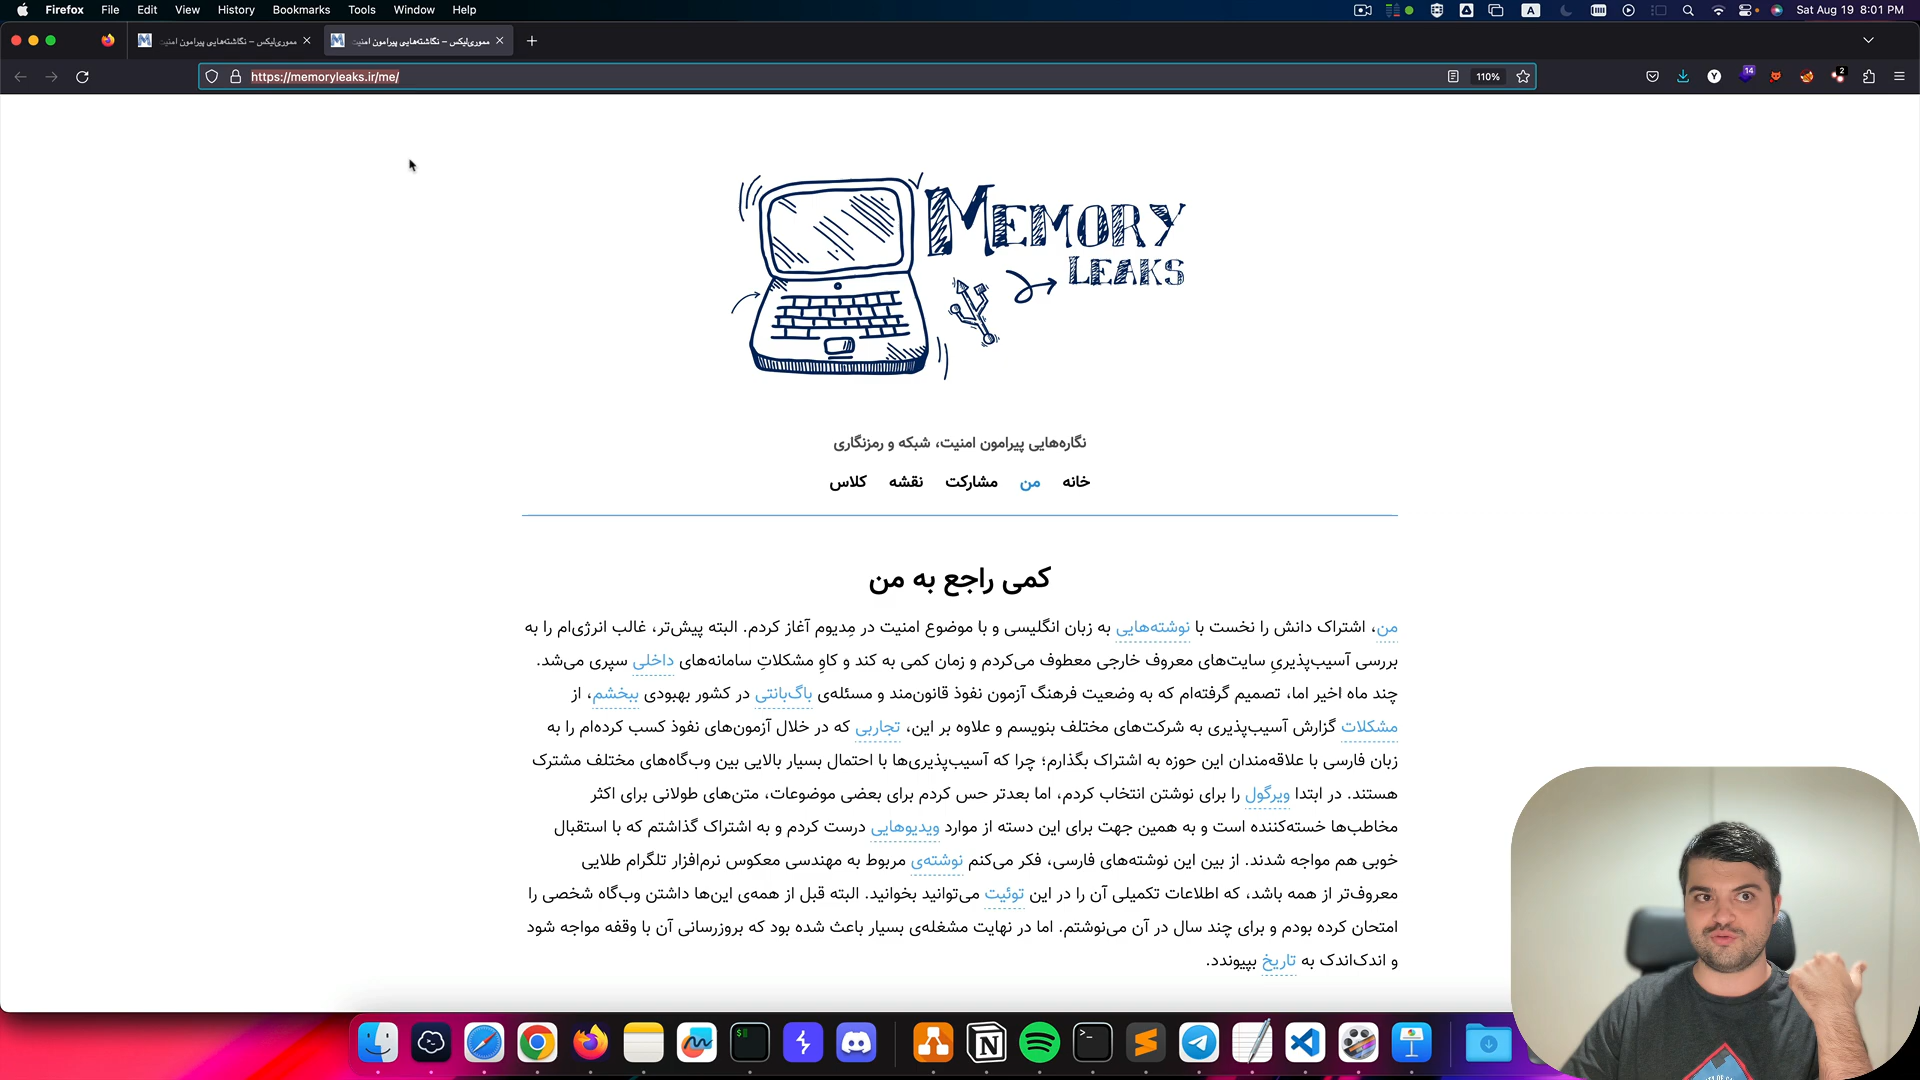 Firefox File Edit View History Bookmarks Tools Window Help
A
Sat Aug 19 8:01 PM
مموری‌لیکس – نگاشته‌هایی پیرامون امنیت
مموری‌لیکس – نگاشته‌هایی پیرامون امنیت
https://memoryleaks.ir/me/
110%
Y
14
2
MEMORY
LEAKS
نگاره‌هایی پیرامون امنیت، شبکه و رمزنگاری
خانه من مشارکت نقشه کلاس
کمی راجع به من
من، اشتراک دانش را نخست با نوشته‌هایی به زبان انگلیسی و با موضوع امنیت در مِدیوم آغاز کردم. البته پیش‌تر، غالب انرژی‌ام را به
بررسی آسیب‌پذیریِ سایت‌های معروف خارجی معطوف می‌کردم و زمان کمی به کند و کاوِ مشکلاتِ سامانه‌های داخلی سپری می‌شد.
چند ماه اخیر اما، تصمیم گرفته‌ام که به وضعیت فرهنگ آزمون نفوذ قانون‌مند و مسئله‌ی باگ‌بانتی در کشور بهبودی ببخشم، از
مشکلات گزارش آسیب‌پذیری به شرکت‌های مختلف بنویسم و علاوه بر این، تجاربی که در خلال آزمون‌های نفوذ کسب کرده‌ام را به
زبان فارسی با علاقه‌مندان این حوزه به اشتراک بگذارم؛ چرا که آسیب‌پذیری‌ها با احتمال بسیار بالایی بین وب‌گاه‌های مختلف مشترک
هستند. در ابتدا ویرگول را برای نوشتن انتخاب کردم، اما بعدتر حس کردم برای بعضی موضوعات، متن‌های طولانی برای اکثر
مخاطب‌ها خسته‌کننده است و به همین جهت برای این دسته از موارد ویدیوهایی درست کردم و به اشتراک گذاشتم که با استقبال
خوبی هم مواجه شدند. از بین این نوشته‌های فارسی، فکر می‌کنم نوشته‌ی مربوط به مهندسی معکوس نرم‌افزار تلگرام طلایی
معروف‌تر از همه باشد، که اطلاعات تکمیلی آن را در این توئیت می‌توانید بخوانید. البته قبل از همه‌ی این‌ها داشتن وب‌گاه شخصی را
امتحان کرده بودم و برای چند سال در آن می‌نوشتم. اما در نهایت مشغله‌ی بسیار باعث شده بود که بروزرسانی آن با وقفه مواجه شود
و اندک‌اندک به تاریخ بپیوندد.